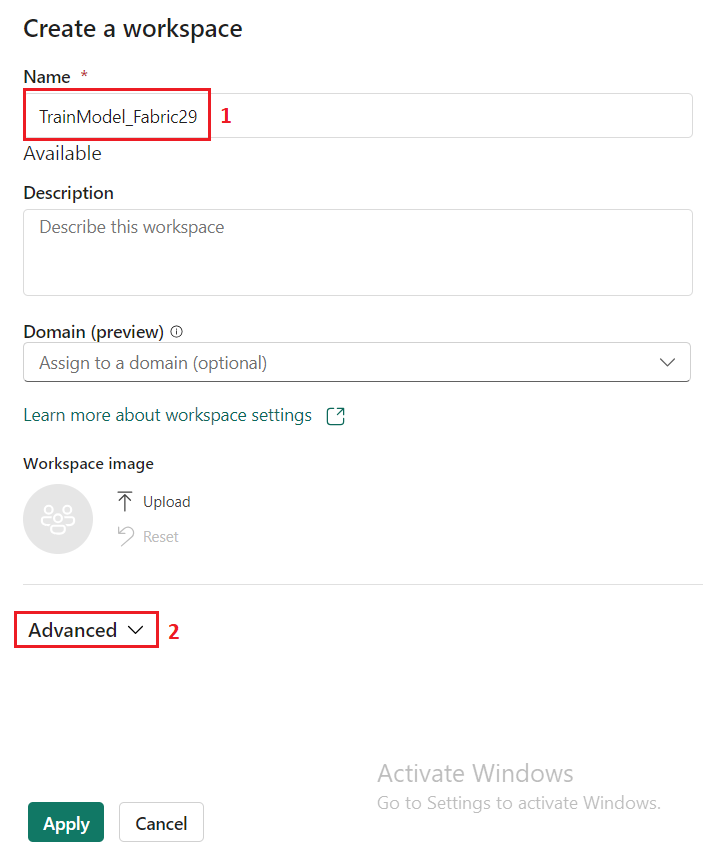 Create a workspace
Name *
TrainModel_Fabric29 1
Available
Description
Describe this workspace
Domain (preview)
Assign to a domain (optional)
Learn more about workspace settings
Workspace image
Upload
Reset
Advanced 2
Activate Windows
Go to Settings to activate Windows.
Apply Cancel